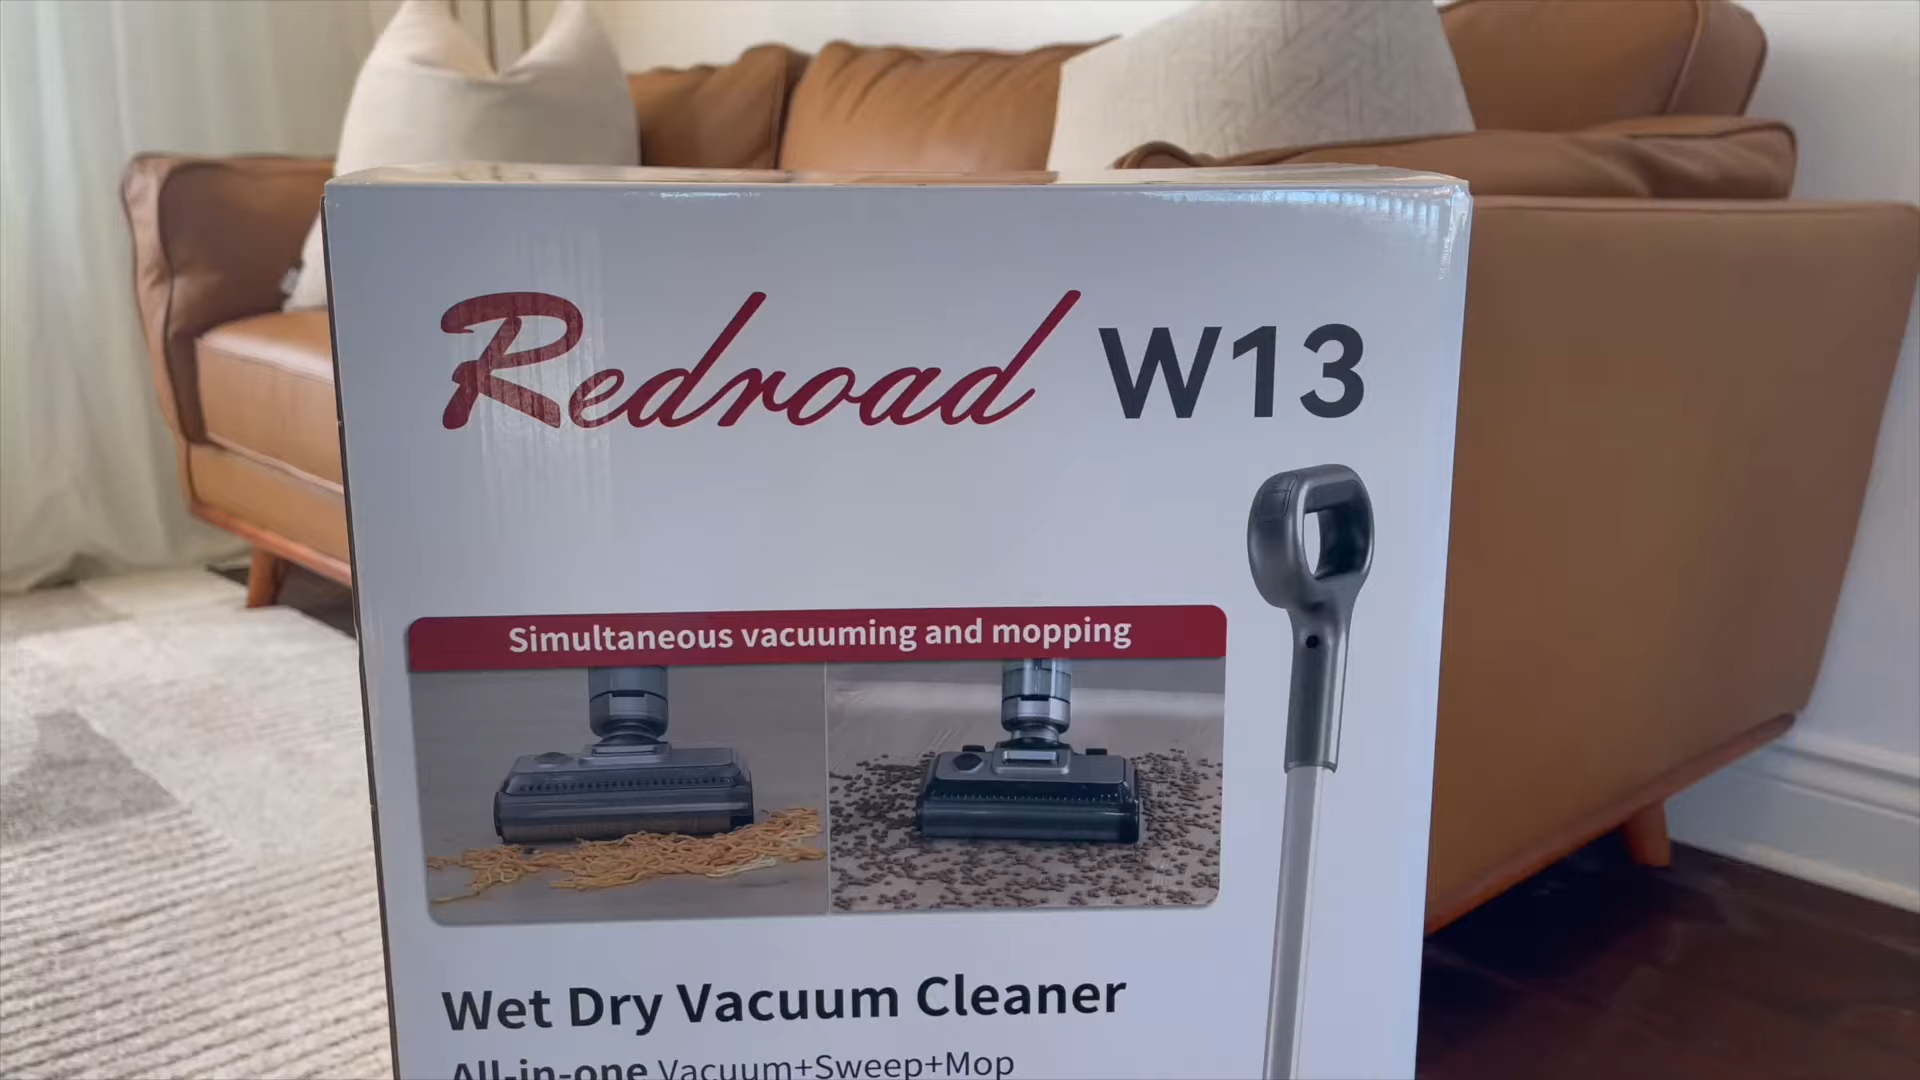 Redroad W13
Simultaneous vacuuming and mopping
Wet Dry Vacuum Cleaner
All-in-one Vacuum+Sweep+Mop